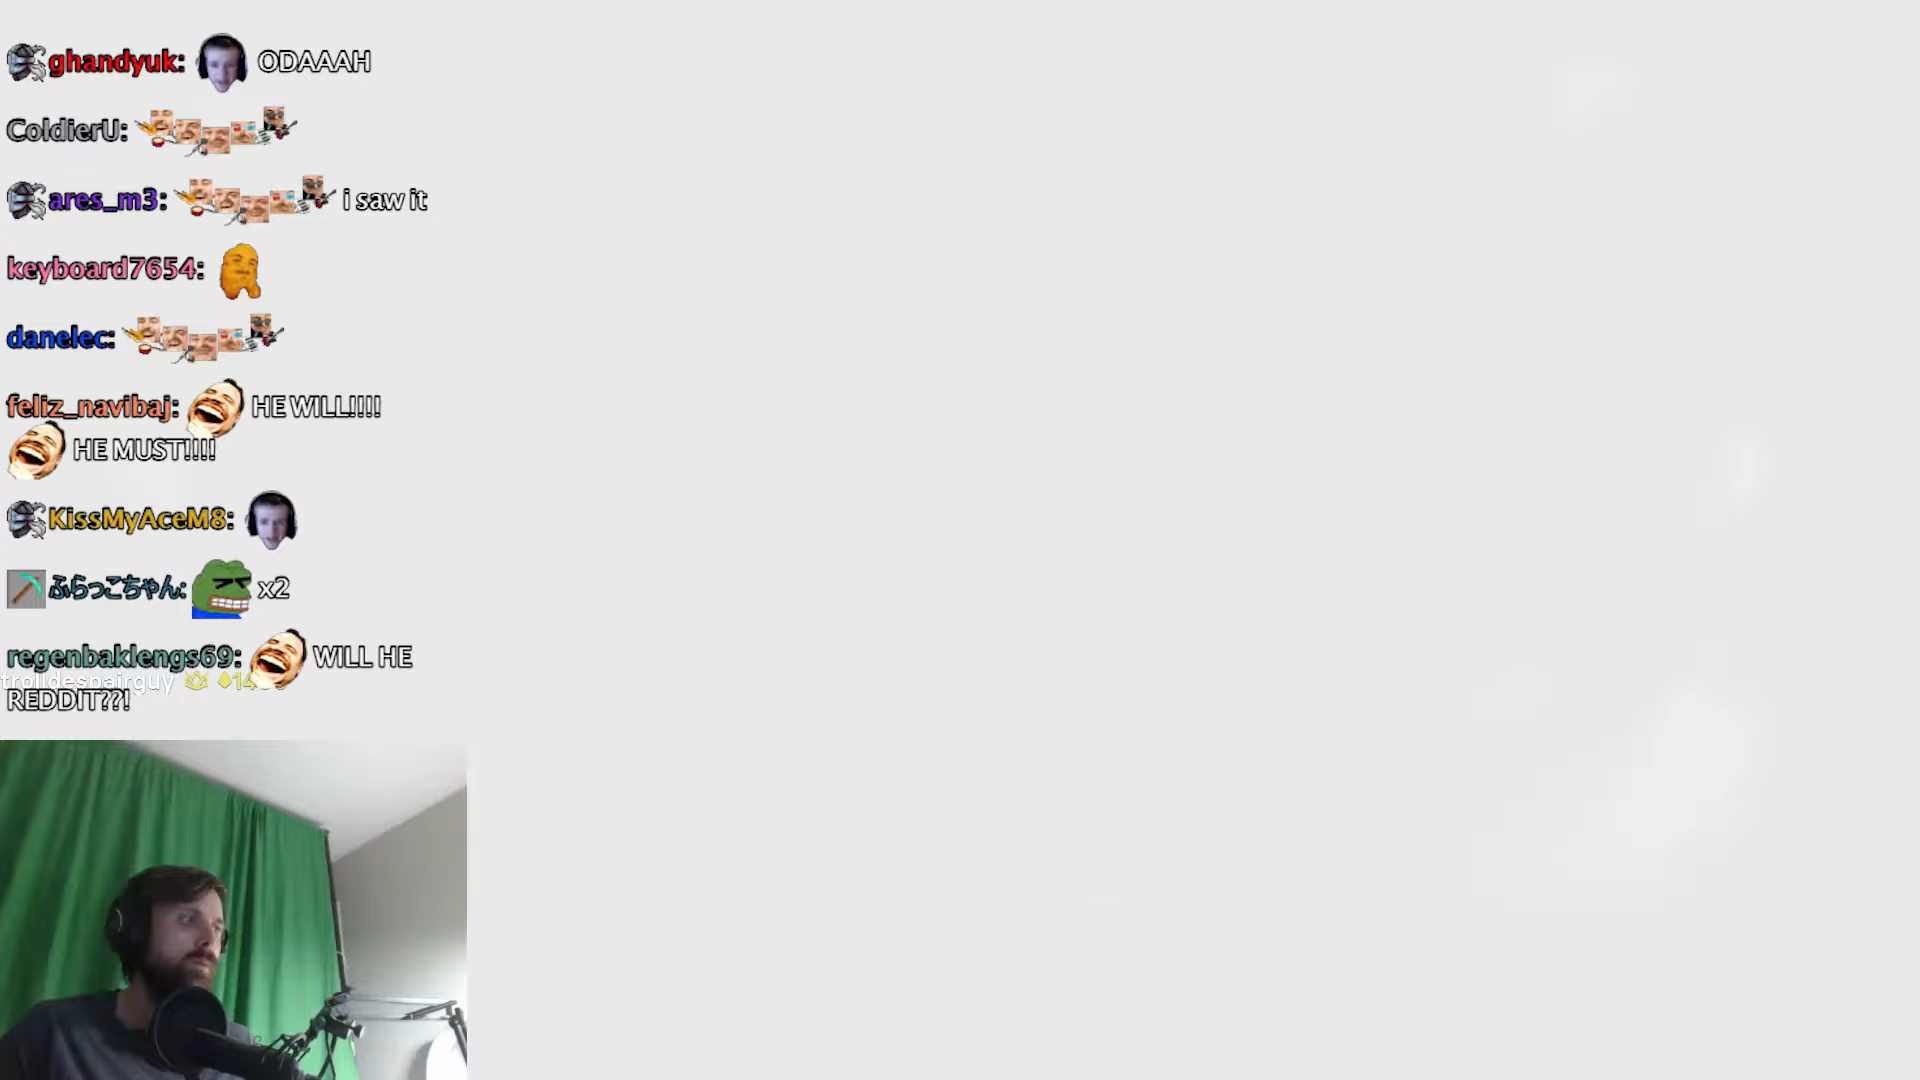 ghandyuk: ODAAAH
ColdierU:
ares_m3: i saw it
keyboard7654:
danelec:
feliz_navibaj: HE WILL!!!!
HE MUST!!!!
KissMyAceM8:
ふらっこちゃん: x2
regenbaklengs69: WILL HE
trolldespairguy
REDDIT??!